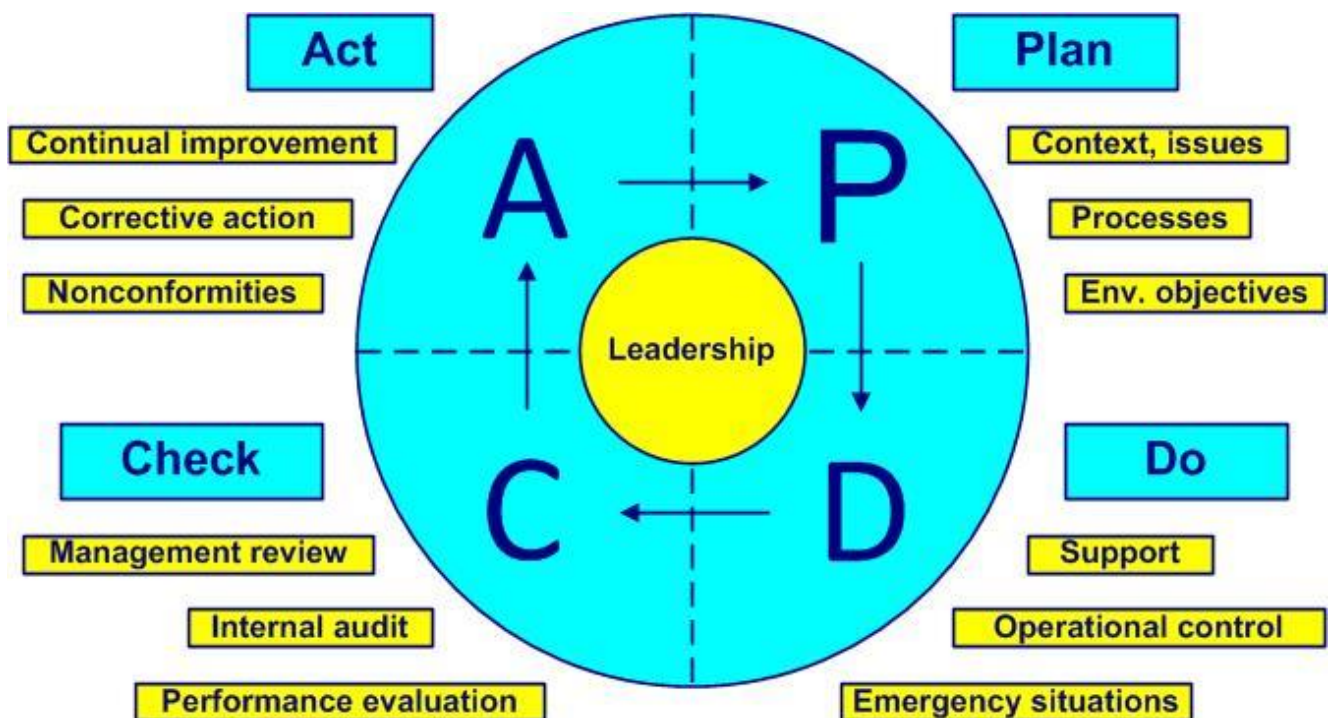 Act
Plan
Continual improvement
Context, issues
Corrective action
Processes
Nonconformities
Env. objectives
A
P
Leadership
Check
Do
C
D
Management review
Support
Internal audit
Operational control
Performance evaluation
Emergency situations